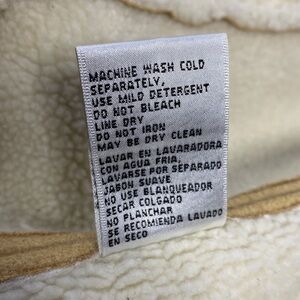 MACHINE WASH COLD
SEPARATELY,
USE MILD DETERGENT
DO NOT BLEACH
LINE DRY
DO NOT IRON
MAY BE DRY CLEAN
LAVAR EN LAVARADORA
CON AGUA FRIA,
LAVARSE POR SEPARADO
JABON SUAVE
NO USE BLANQUEADOR
SECAR COLGADO
NO PLANCHAR
SE RECOMIENDA LAVADO
EN SECO